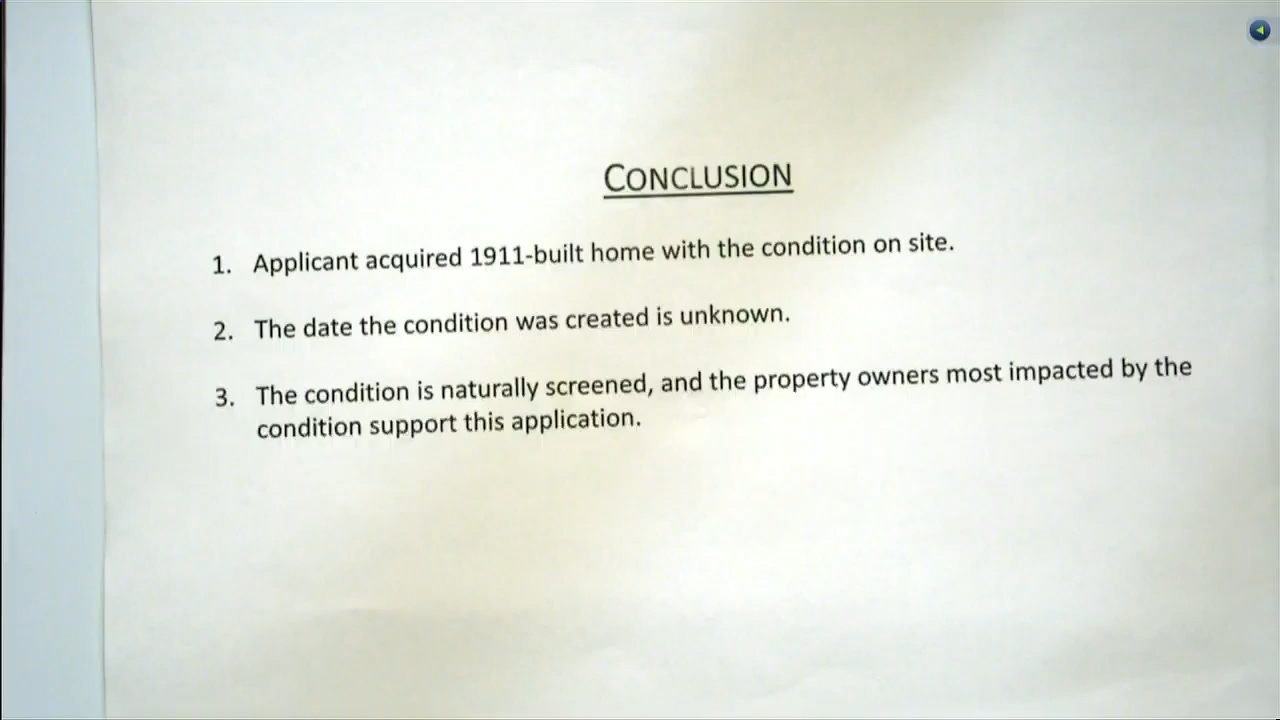 CONCLUSION
1. Applicant acquired 1911-built home with the condition on site.
2. The date the condition was created is unknown.
3. The condition is naturally screened, and the property owners most impacted by the
condition support this application.